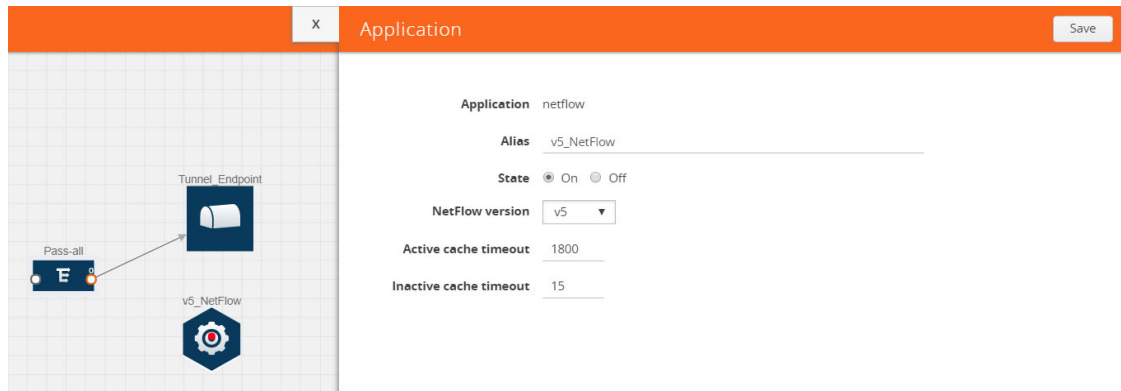 X
Application
Save
Application netflow
Alias v5_NetFlow
State On Off
NetFlow version v5
Active cache timeout 1800
Inactive cache timeout 15
Tunnel_Endpoint
Pass-all
0
v5_NetFlow